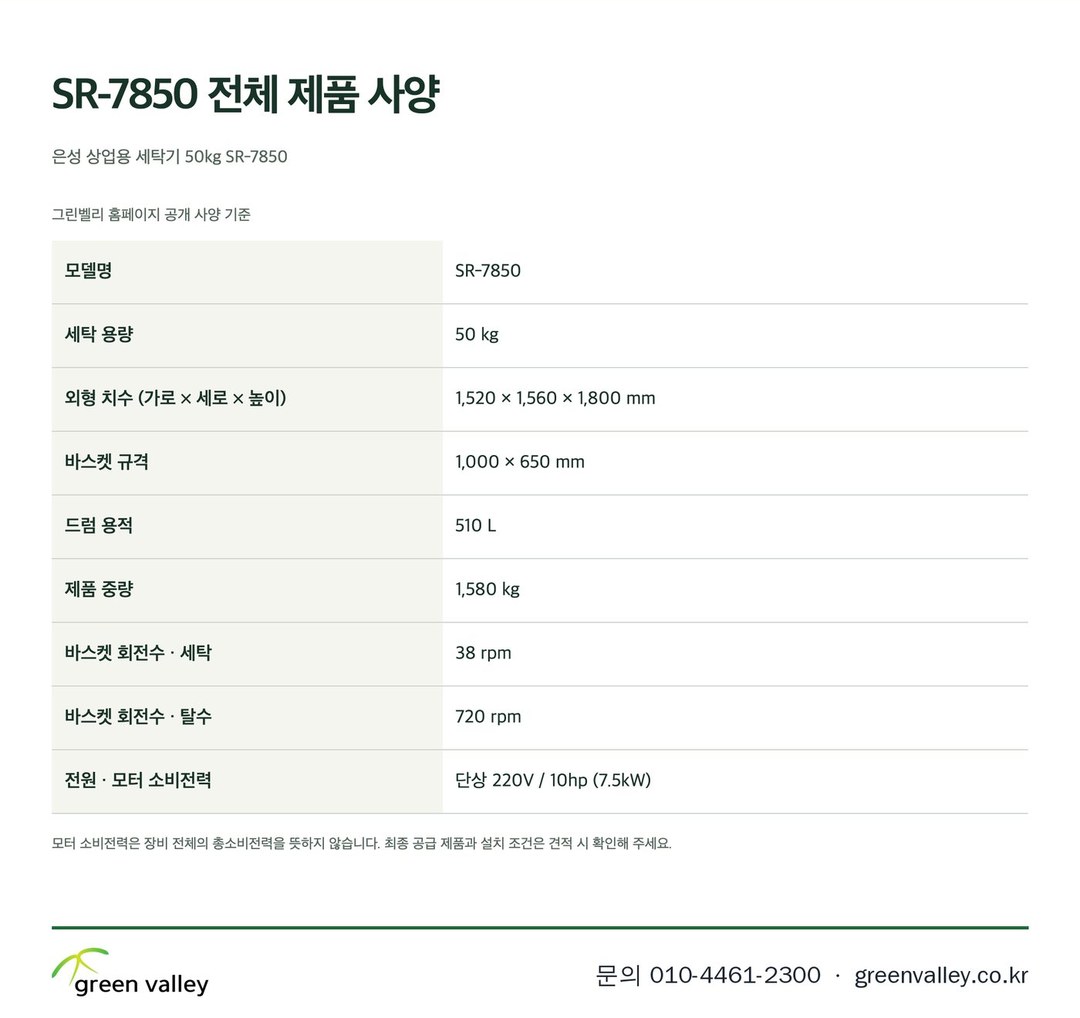 SR-7850 전체 제품 사양
은성 상업용 세탁기 50kg SR-7850
그린벨리 홈페이지 공개 사양 기준
모델명 SR-7850
세탁 용량 50 kg
외형 치수 (가로 × 세로 × 높이) 1,520 × 1,560 × 1,800 mm
바스켓 규격 1,000 × 650 mm
드럼 용적 510 L
제품 중량 1,580 kg
바스켓 회전수 · 세탁 38 rpm
바스켓 회전수 · 탈수 720 rpm
전원 · 모터 소비전력 단상 220V / 10hp (7.5kW)
모터 소비전력은 장비 전체의 총소비전력을 뜻하지 않습니다. 최종 공급 제품과 설치 조건은 견적 시 확인해 주세요.
green valley
문의 010-4461-2300 · greenvalley.co.kr